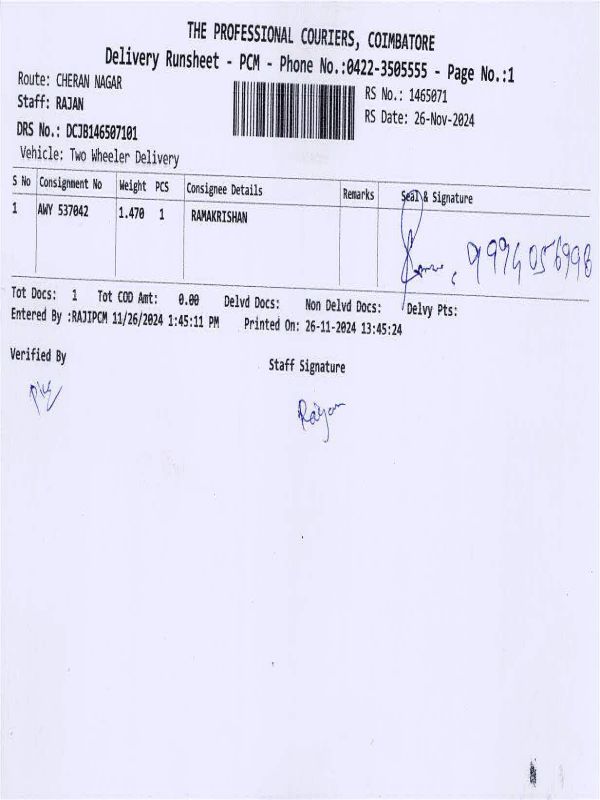 THE PROFESSIONAL COURIERS, COIMBATORE
Delivery Runsheet - PCM - Phone No.:0422-3505555 - Page No.:1
Route: CHERAN NAGAR
Staff: RAJAN
RS No.: 1465071
RS Date: 26-Nov-2024
DRS No.: DCJB146507101
Vehicle: Two Wheeler Delivery
S No Consignment No Weight PCS Consignee Details Remarks Seal & Signature
1 AWY 537042 1.470 1 RAMAKRISHAN
9994056998
Tot Docs: 1 Tot COD Amt: 0.00 Delvd Docs: Non Delvd Docs: Delvy Pts:
Entered By :RAJIPCM 11/26/2024 1:45:11 PM Printed On: 26-11-2024 13:45:24
Verified By
Staff Signature
Rajan